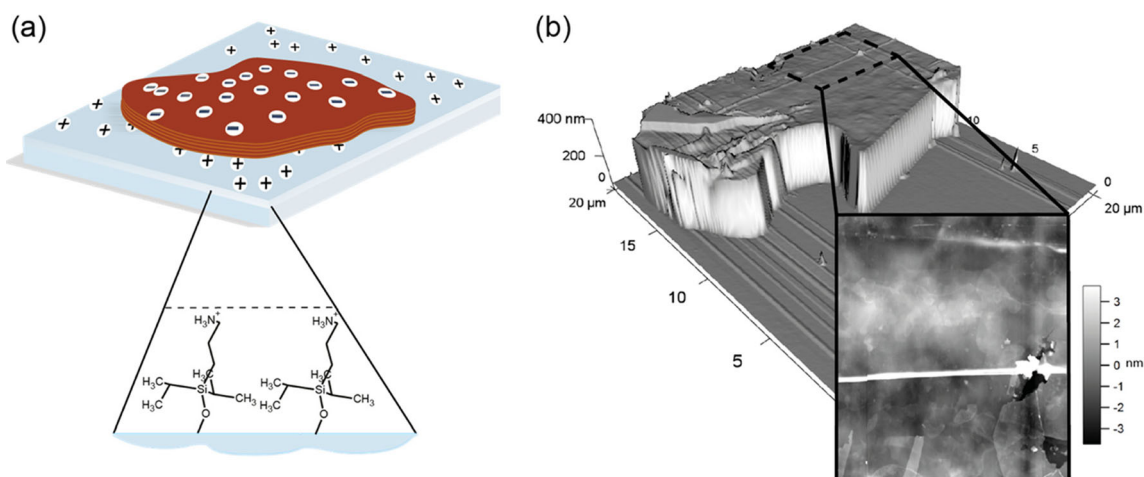 (a)
(b)
+ + + + + + + + + + + + + + + + + + + + + +
− − − − − − − − − − − − − − − − − − −
H₃N⁺ H₃N⁺
H₃C H₃C
H₃C H₃C
Si Si
H₃C CH₃ H₃C CH₃
O O
400 nm
200
0
20 µm
15
10
5
10
5
0
20 µm
3
2
1
0 nm
-1
-2
-3